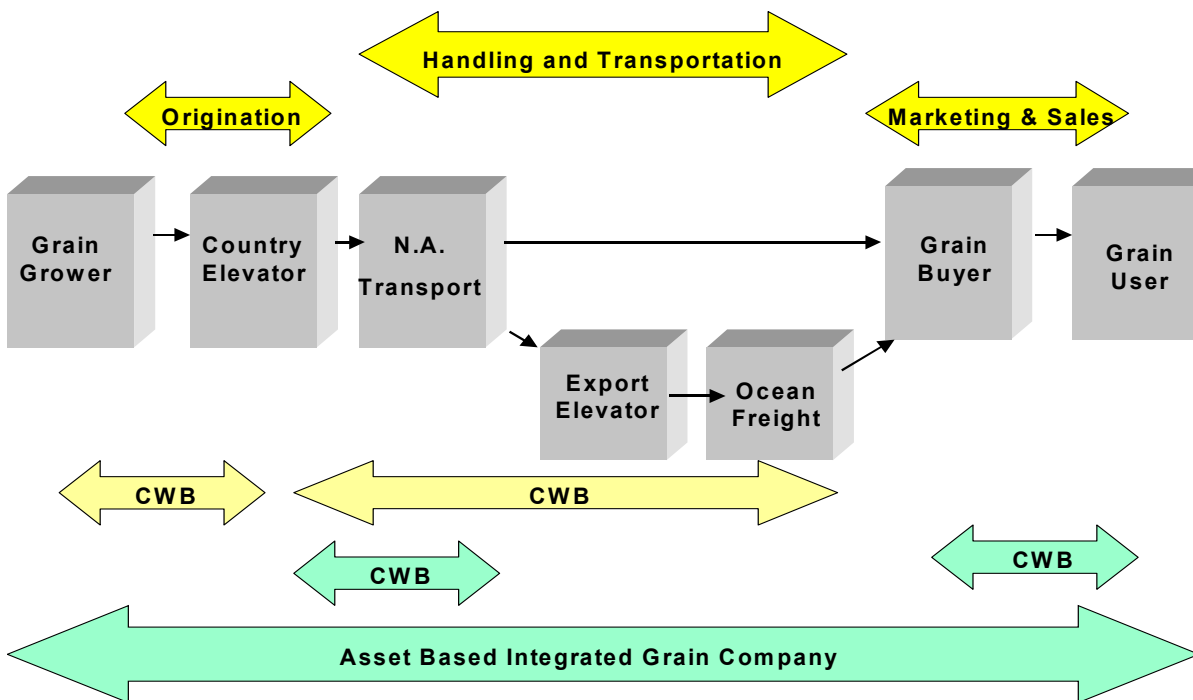 Handling and Transportation
Origination
Marketing & Sales
Grain
Grower
Country
Elevator
N.A.
Transport
Grain
Buyer
Grain
User
Export
Elevator
Ocean
Freight
CWB
CWB
CWB
CWB
Asset Based Integrated Grain Company